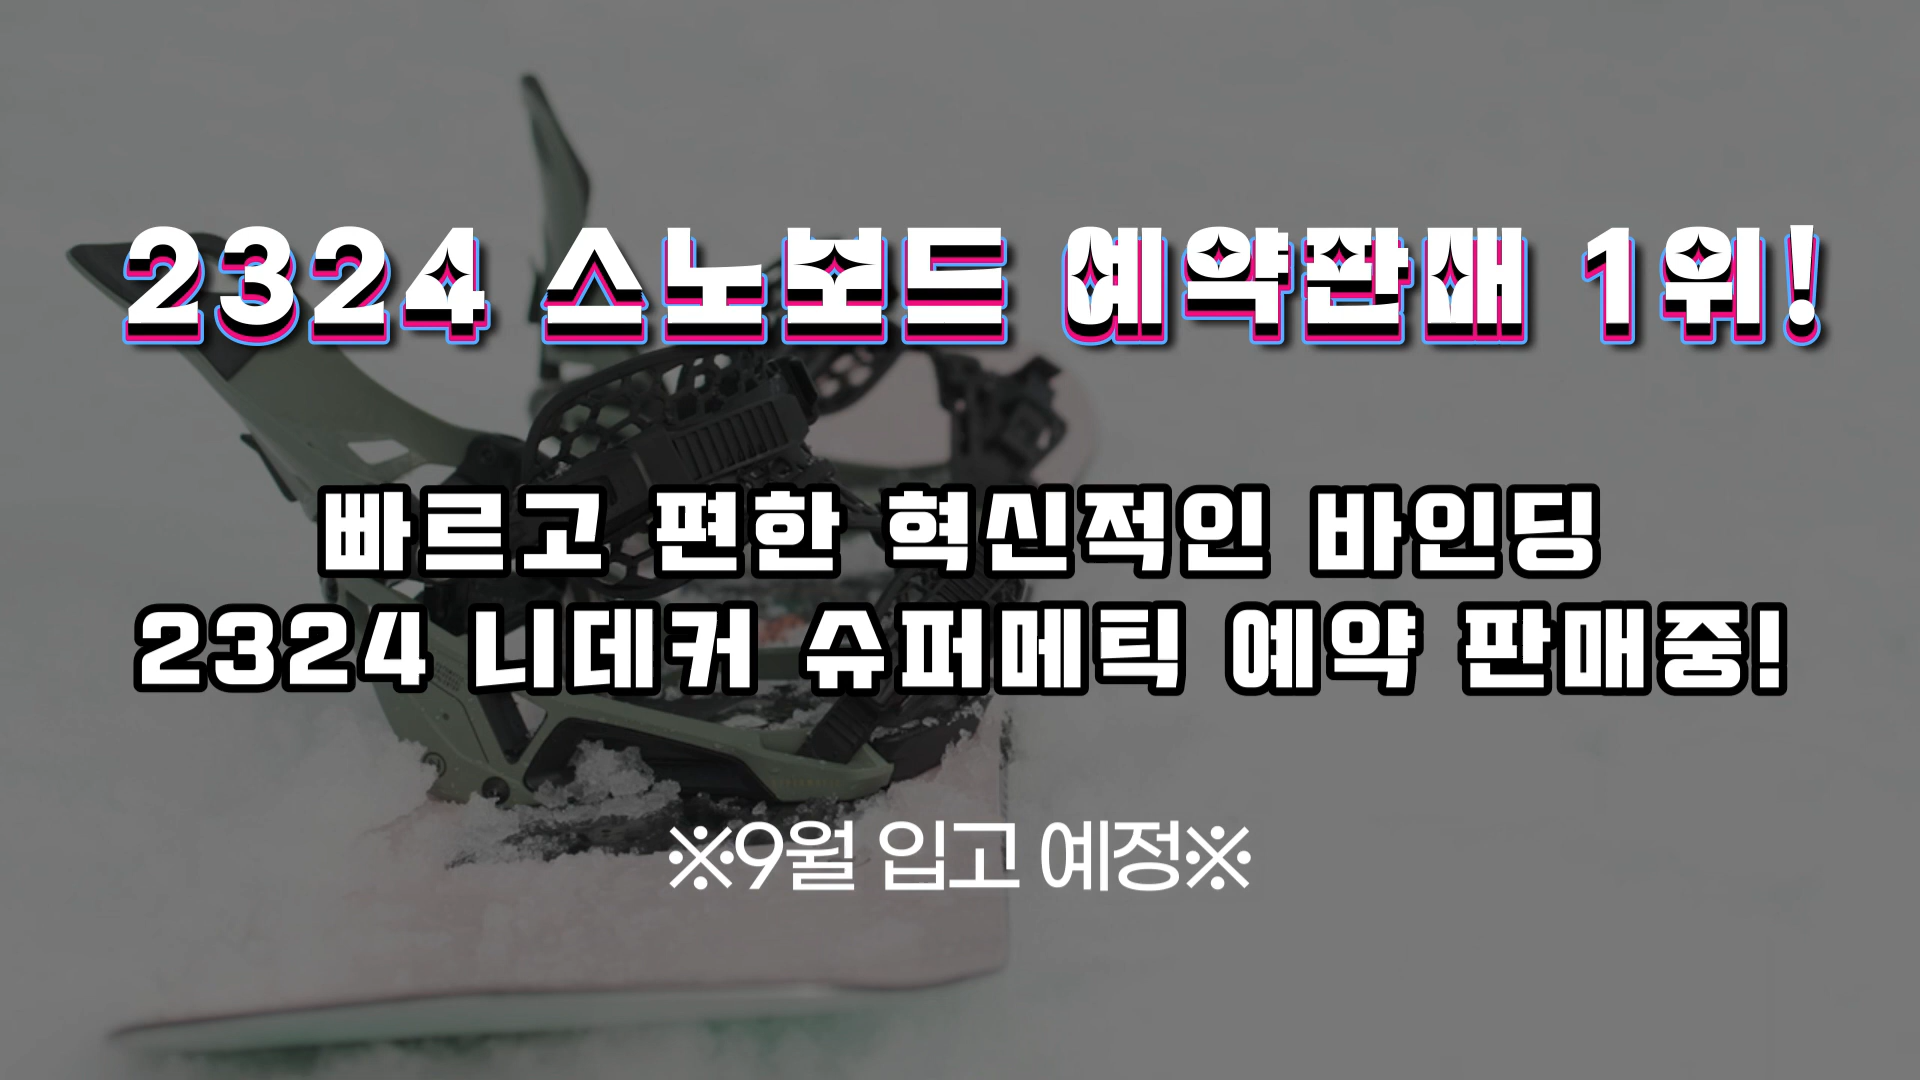 2324 스노보드 예약판매 1위!
빠르고 편한 혁신적인 바인딩
2324 니데커 슈퍼메틱 예약 판매중!
※9월 입고 예정※